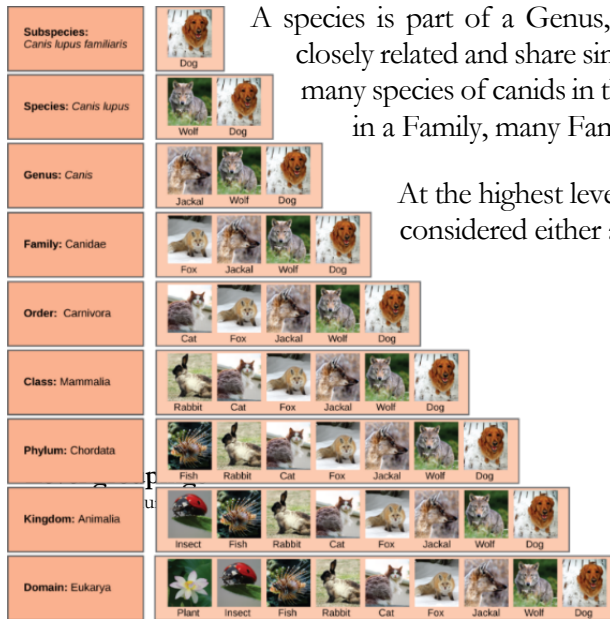 Subspecies:
Canis lupus familiaris
Dog
A species is part of a Genus,
closely related and share
many species of canids in
in a Family, many
Species: Canis lupus
Wolf Dog
Genus: Canis
Jackal Wolf Dog
At the highest
considered either
Family: Canidae
Fox Jackal Wolf Dog
Order: Carnivora
Cat Fox Jackal Wolf Dog
Class: Mammalia
Rabbit Cat Fox Jackal Wolf Dog
Phylum: Chordata
Fish Rabbit Cat Fox Jackal Wolf Dog
Kingdom: Animalia
Insect Fish Rabbit Cat Fox Jackal Wolf Dog
Domain: Eukarya
Plant Insect Fish Rabbit Cat Fox Jackal Wolf Dog